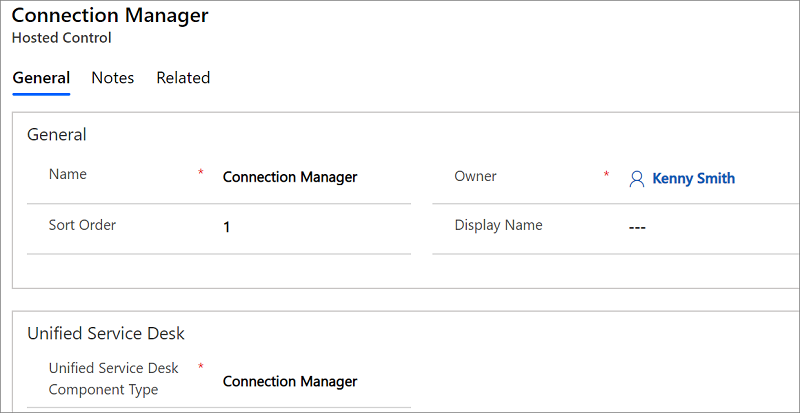 Connection Manager
Hosted Control
General Notes Related
General
Name * Connection Manager Owner * Kenny Smith
Sort Order 1 Display Name ---
Unified Service Desk
Unified Service Desk * 
Component Type Connection Manager